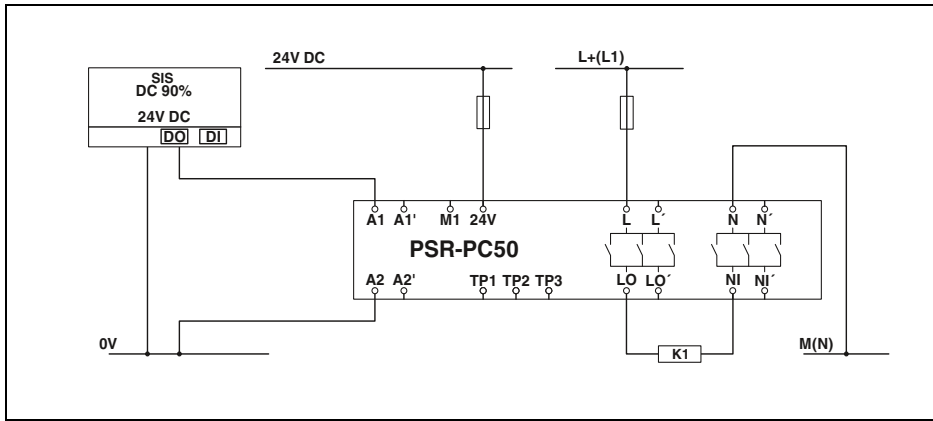 24V DC
L+(L1)
SIS
DC 90%
24V DC
DO DI
A1 A1' M1 24V L L´ N N´
PSR-PC50
A2 A2' TP1 TP2 TP3 LO LO´ NI NI´
0V
K1
M(N)